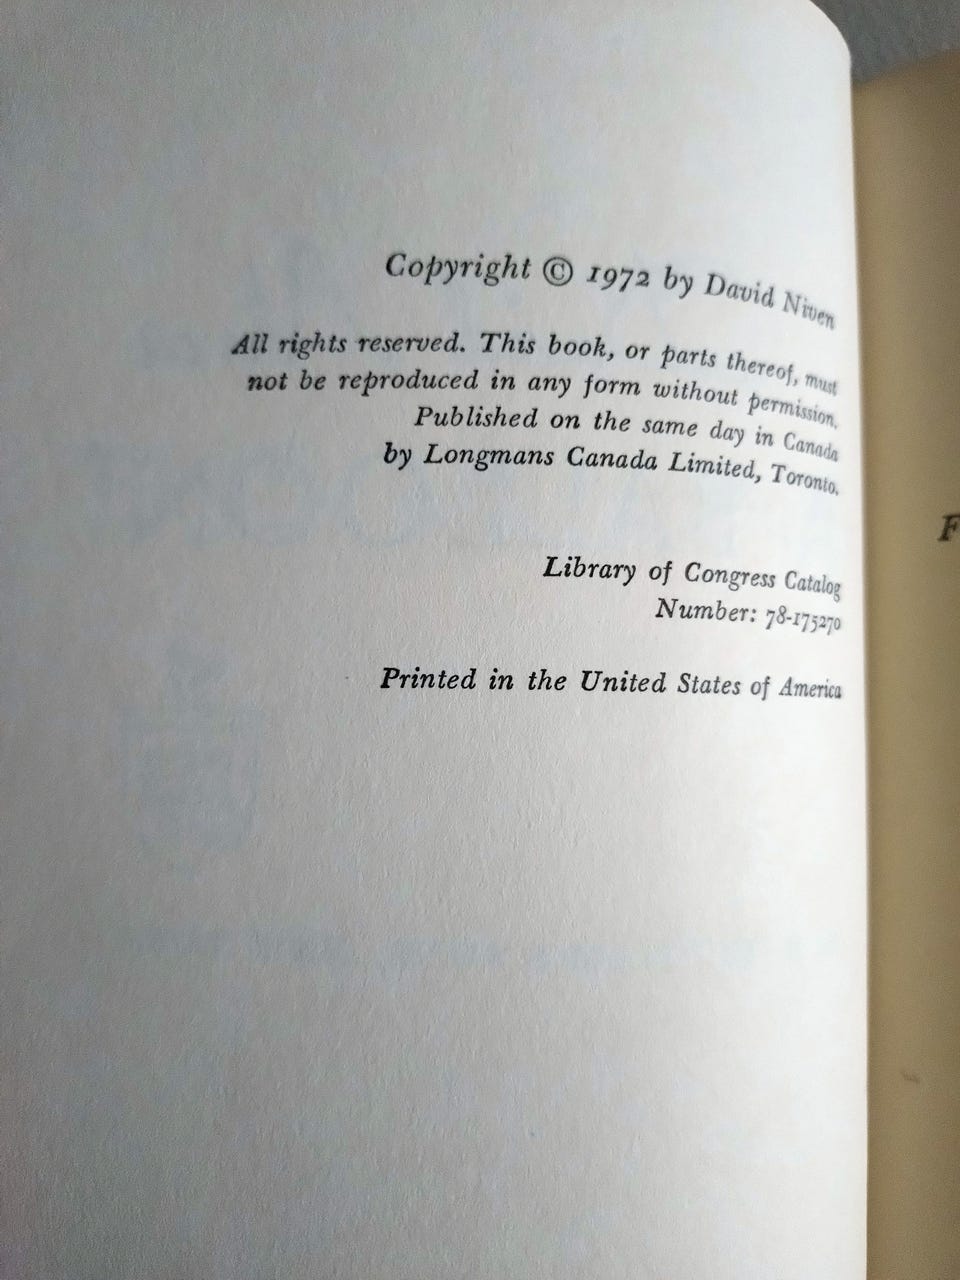 Copyright © 1972 by David Niven
All rights reserved. This book, or parts thereof, must
not be reproduced in any form without permission.
Published on the same day in Canada
by Longmans Canada Limited, Toronto.
Library of Congress Catalog
Number: 78-175270
Printed in the United States of America
F